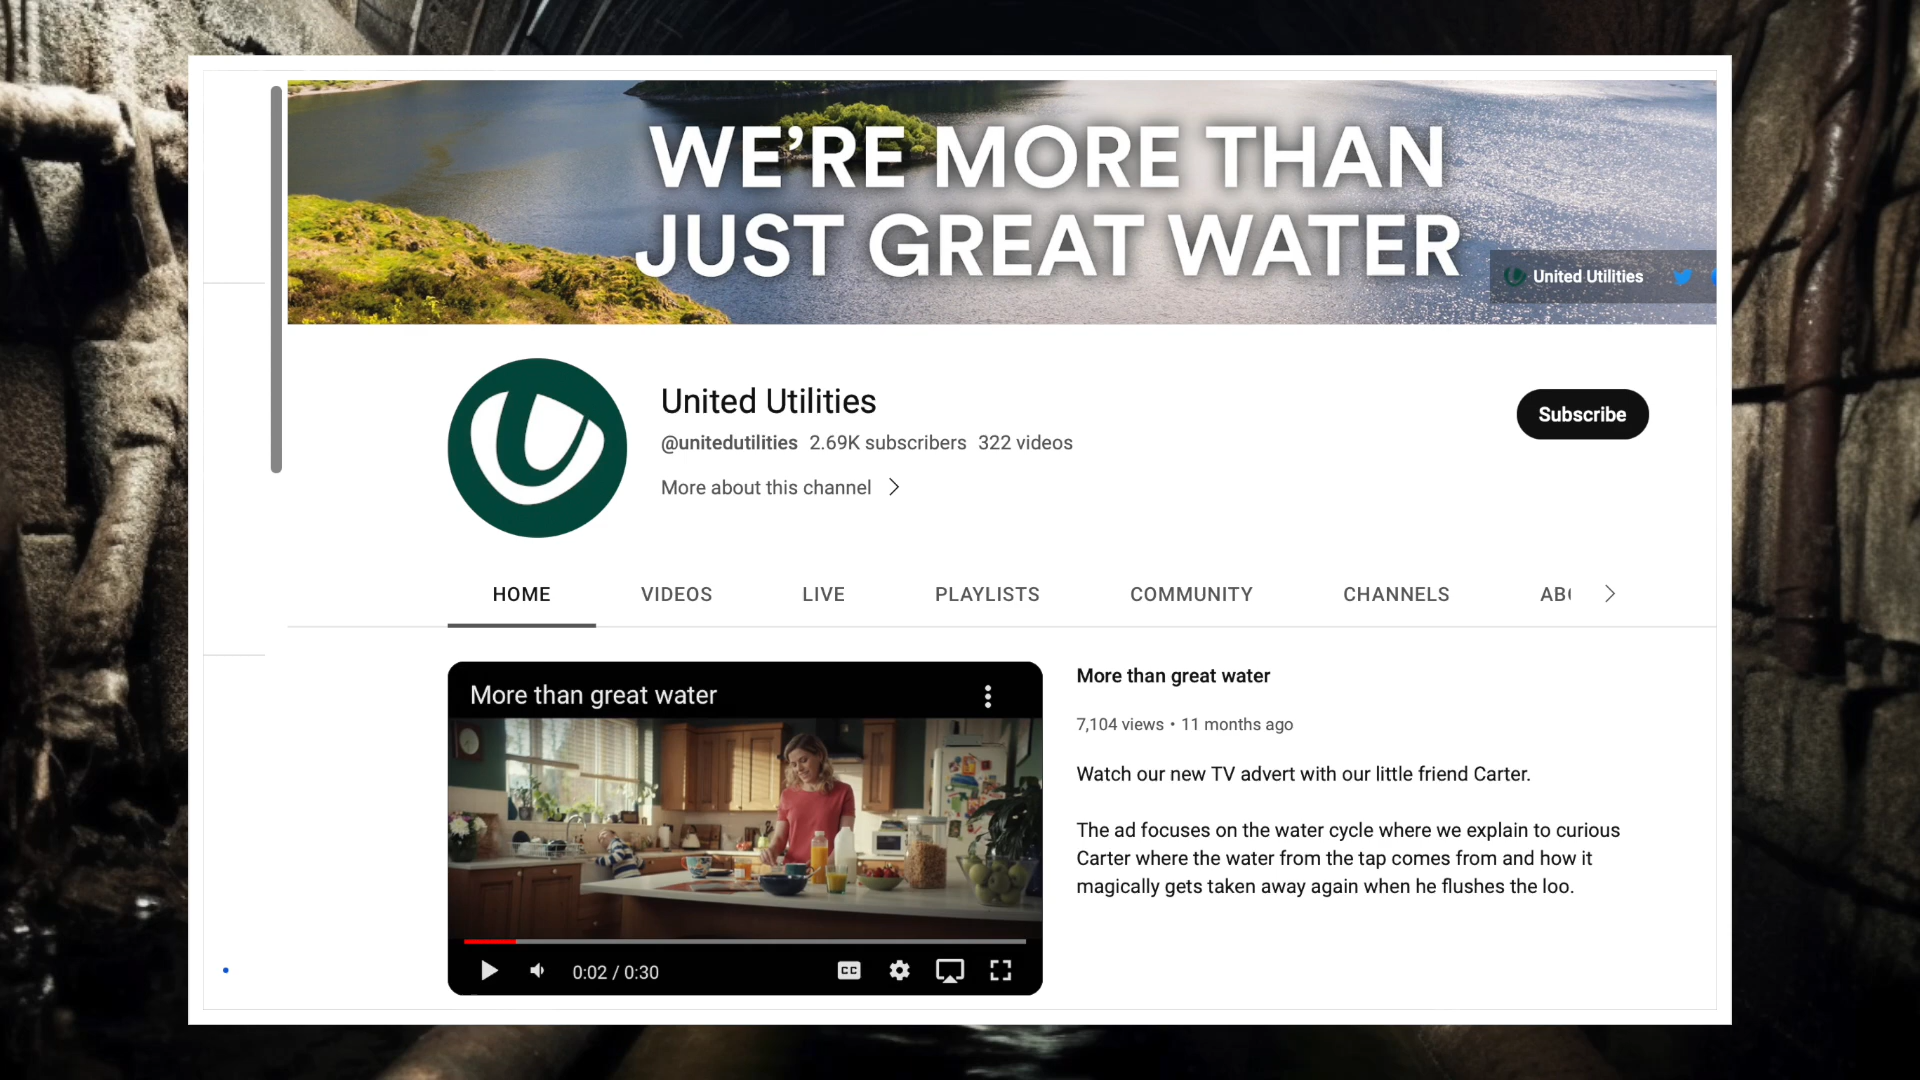 WE’RE MORE THAN
JUST GREAT WATER
United Utilities
United Utilities
@unitedutilities 2.69K subscribers 322 videos
More about this channel
Subscribe
HOME VIDEOS LIVE PLAYLISTS COMMUNITY CHANNELS
More than great water
CC
0:02 / 0:30
More than great water
7,104 views • 11 months ago
Watch our new TV advert with our little friend Carter.
The ad focuses on the water cycle where we explain to curious
Carter where the water from the tap comes from and how it
magically gets taken away again when he flushes the loo.